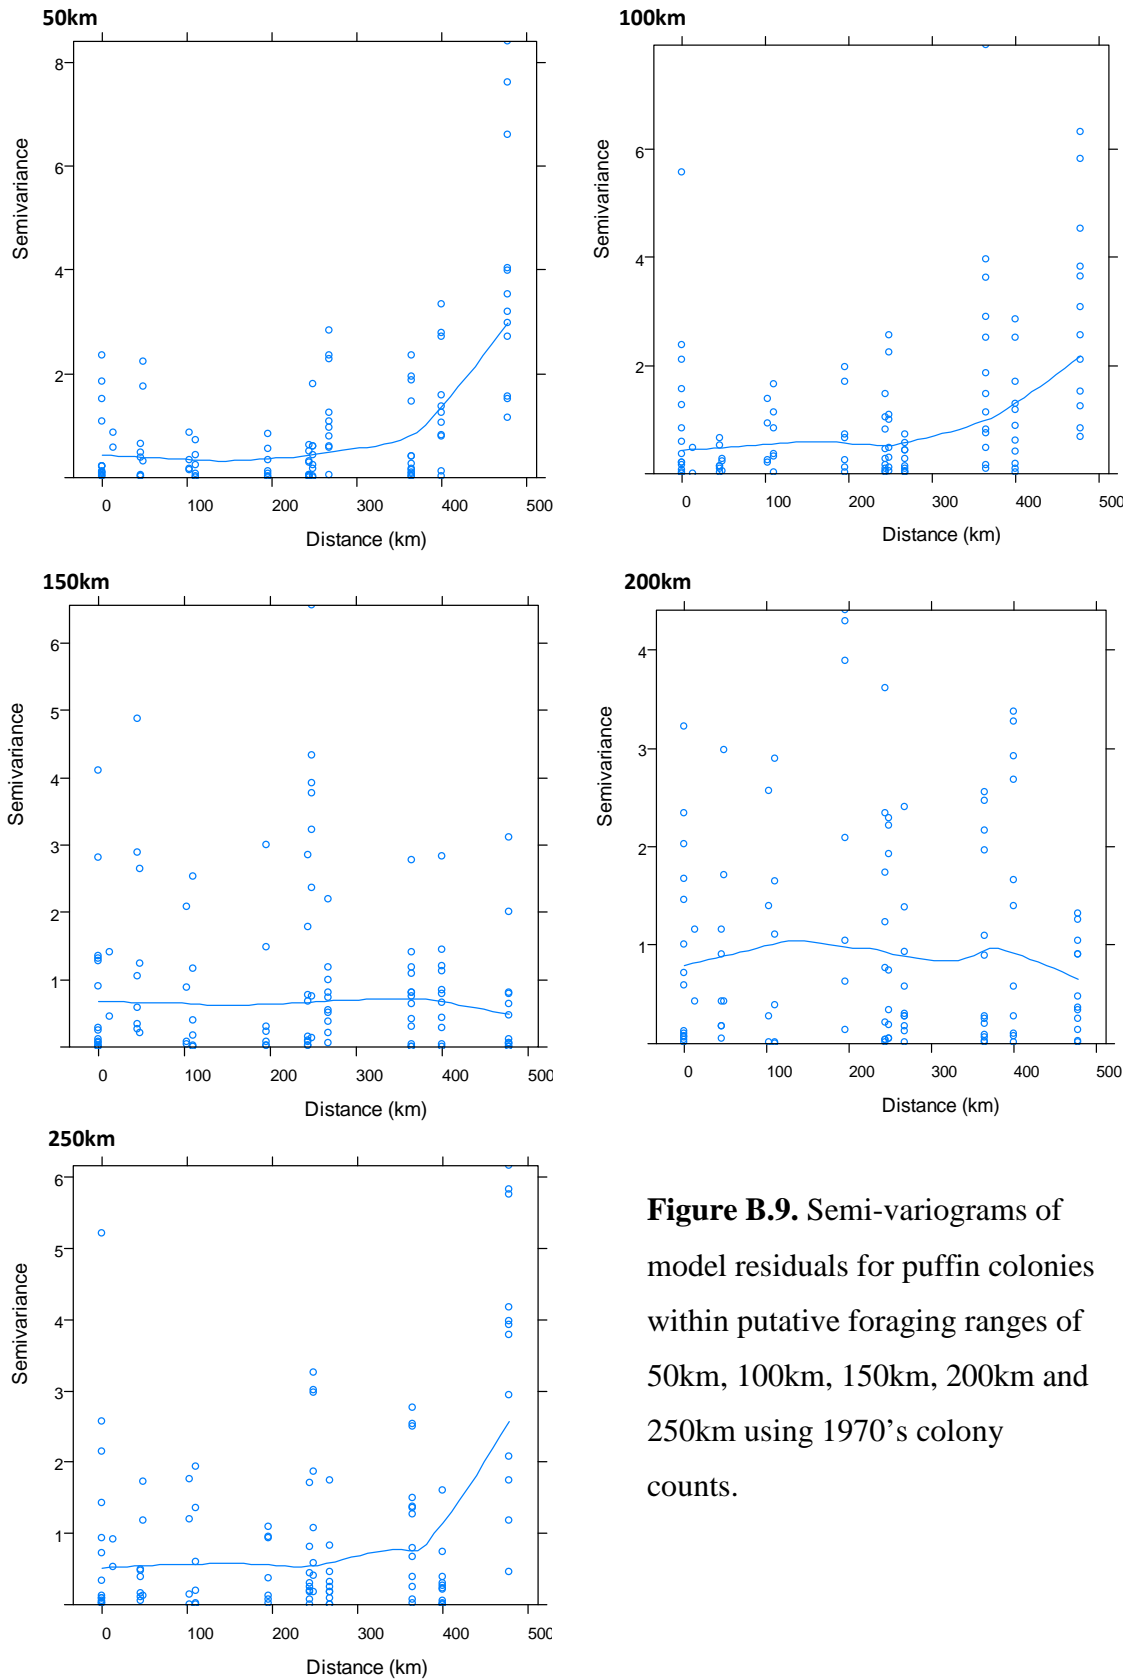 50km
8
6
4
2
Semivariance
0 100 200 300 400 500
Distance (km)
100km
6
4
2
0
Semivariance
0 100 200 300 400 500
Distance (km)
150km
6
5
4
3
2
1
Semivariance
0 100 200 300 400 500
Distance (km)
200km
4
3
2
1
0
Semivariance
0 100 200 300 400 500
Distance (km)
250km
6
5
4
3
2
1
Semivariance
0 100 200 300 400 500
Distance (km)
Figure B.9. Semi-variograms of
model residuals for puffin colonies
within putative foraging ranges of
50km, 100km, 150km, 200km and
250km using 1970’s colony
counts.